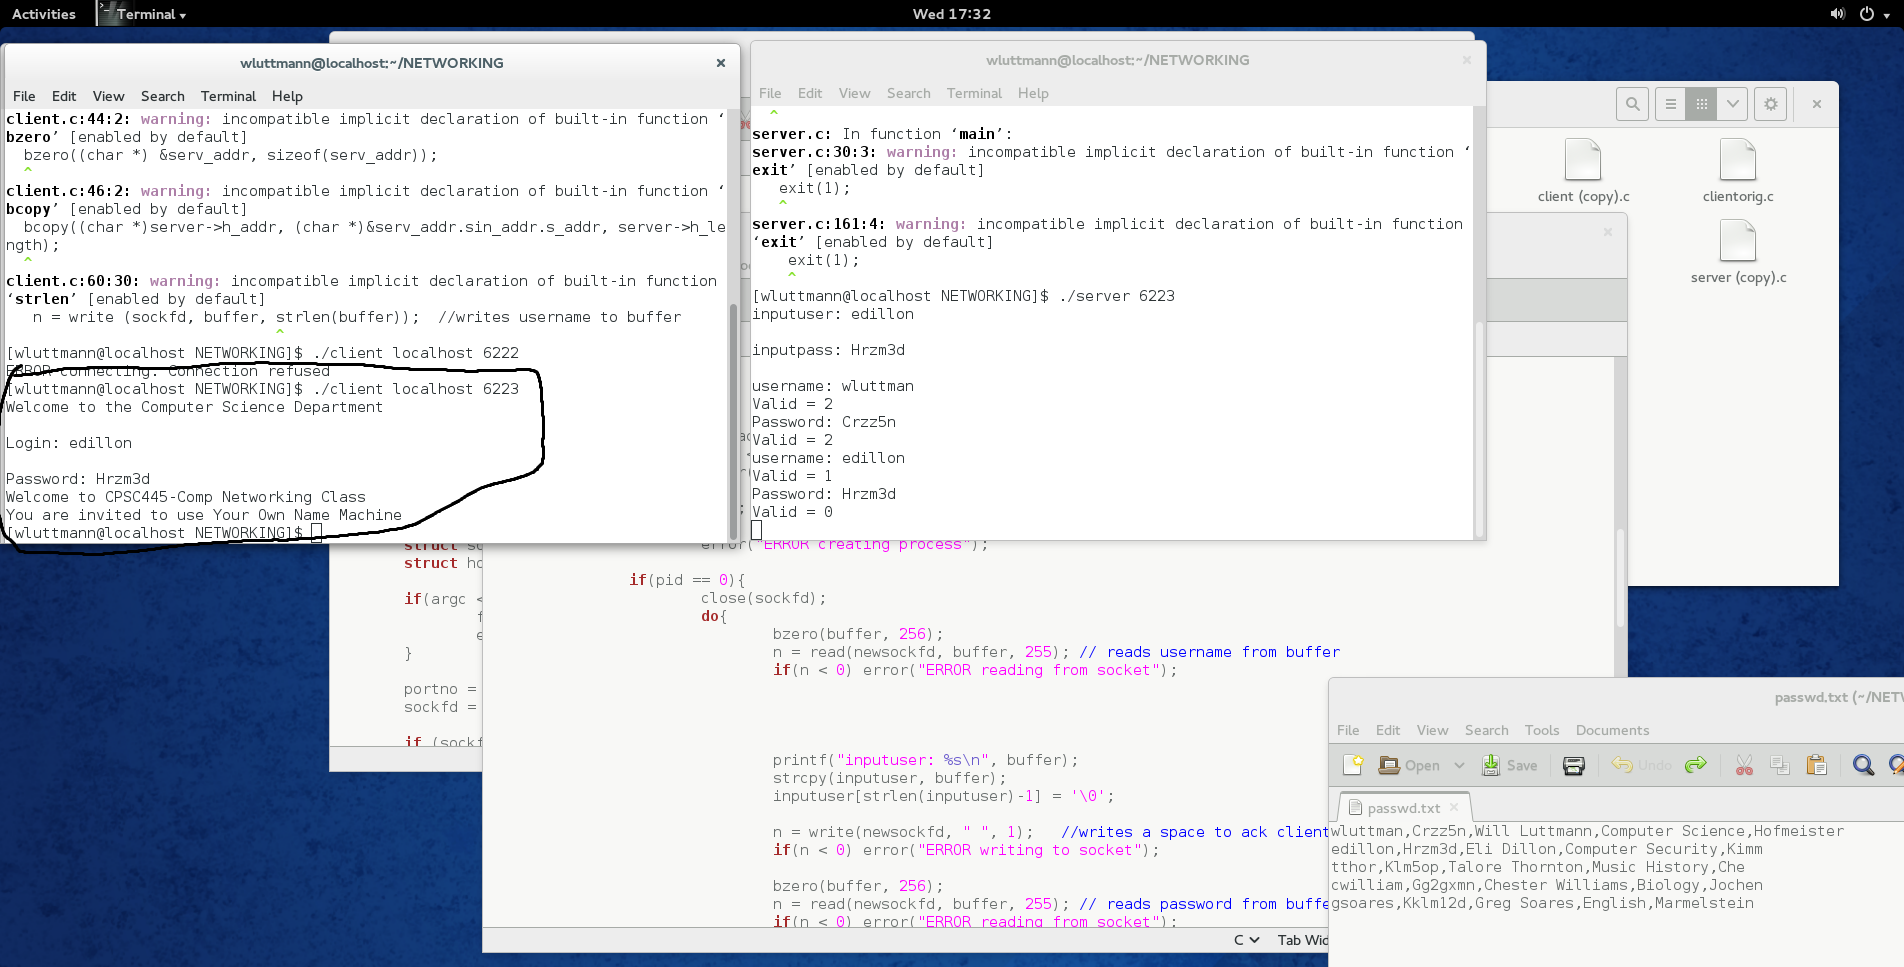 Activities Terminal Wed 17:32
wluttmann@localhost:~/NETWORKING
File Edit View Search Terminal Help
client.c:44:2: warning: incompatible implicit declaration of built-in function ‘
bzero’ [enabled by default]
bzero((char *) &serv_addr, sizeof(serv_addr));
^
client.c:46:2: warning: incompatible implicit declaration of built-in function ‘
bcopy’ [enabled by default]
bcopy((char *)server->h_addr, (char *)&serv_addr.sin_addr.s_addr, server->h_le
ngth);
^
client.c:60:30: warning: incompatible implicit declaration of built-in function
‘strlen’ [enabled by default]
n = write (sockfd, buffer, strlen(buffer));  //writes username to buffer
^
[wluttmann@localhost NETWORKING]$ ./client localhost 6222
ERROR connecting: Connection refused
[wluttmann@localhost NETWORKING]$ ./client localhost 6223
Welcome to the Computer Science Department
Login: edillon
Password: Hrzm3d
Welcome to CPSC445-Comp Networking Class
You are invited to use Your Own Name Machine
[wluttmann@localhost NETWORKING]$
wluttmann@localhost:~/NETWORKING
File Edit View Search Terminal Help
^
server.c: In function ‘main’:
server.c:30:3: warning: incompatible implicit declaration of built-in function ‘
exit’ [enabled by default]
exit(1);
^
server.c:161:4: warning: incompatible implicit declaration of built-in function
‘exit’ [enabled by default]
exit(1);
^
[wluttmann@localhost NETWORKING]$ ./server 6223
inputuser: edillon
inputpass: Hrzm3d
username: wluttman
Valid = 2
Password: Crzz5n
Valid = 2
username: edillon
Valid = 1
Password: Hrzm3d
Valid = 0
client (copy).c
clientorig.c
server (copy).c
struct
struct
if(argc <
}
portno =
sockfd =
if
error("ERROR creating process");
if(pid == 0){
close(sockfd);
do{
bzero(buffer, 256);
n = read(newsockfd, buffer, 255); // reads username from buffer
if(n < 0) error("ERROR reading from socket");
printf("inputuser: %s\n", buffer);
strcpy(inputuser, buffer);
inputuser[strlen(inputuser)-1] = '\0';
n = write(newsockfd, " ", 1);   //writes a space to ack client
if(n < 0) error("ERROR writing to socket");
bzero(buffer, 256);
n = read(newsockfd, buffer, 255); // reads password from buffe
if(n < 0) error("ERROR reading from socket");
C Tab Wid
passwd.txt (~/NETW
File Edit View Search Tools Documents
Open Save Undo
passwd.txt
wluttman,Crzz5n,Will Luttmann,Computer Science,Hofmeister
edillon,Hrzm3d,Eli Dillon,Computer Security,Kimm
tthor,Klm5op,Talore Thornton,Music History,Che
cwilliam,Gg2gxmn,Chester Williams,Biology,Jochen
gsoares,Kklm12d,Greg Soares,English,Marmelstein